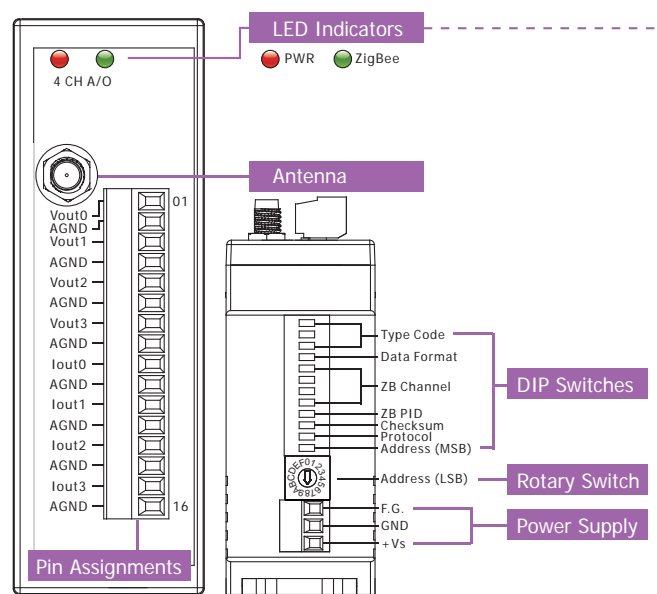 LED Indicators
PWR ZigBee
4 CH A/O
Antenna
01
Vout0
AGND
Vout1
AGND
Vout2
AGND
Vout3
AGND
Iout0
AGND
Iout1
AGND
Iout2
AGND
Iout3
AGND
16
Pin Assignments
Type Code
Data Format
ZB Channel
ZB PID
Checksum
Protocol
Address (MSB)
DIP Switches
Address (LSB)
Rotary Switch
F.G.
GND
+Vs
Power Supply